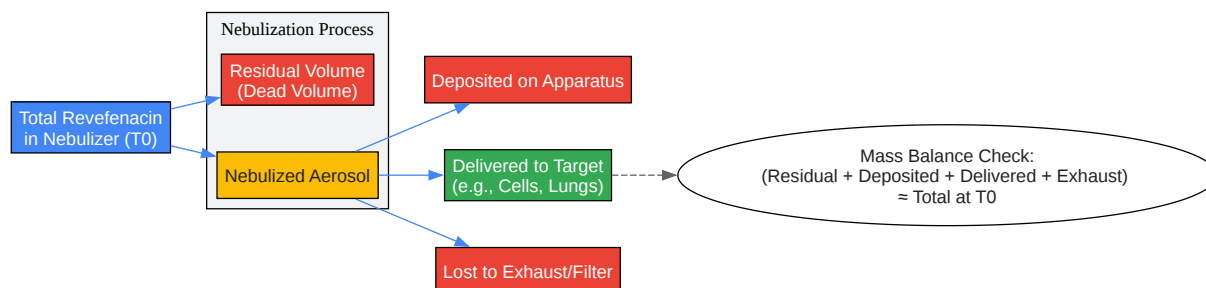 Nebulization Process
Residual Volume
(Dead Volume)
Deposited on Apparatus
Total Revefenacin
in Nebulizer (T0)
Nebulized Aerosol
Delivered to Target
(e.g., Cells, Lungs)
Mass Balance Check:
(Residual + Deposited + Delivered + Exhaust)
≈ Total at T0
Lost to Exhaust/Filter